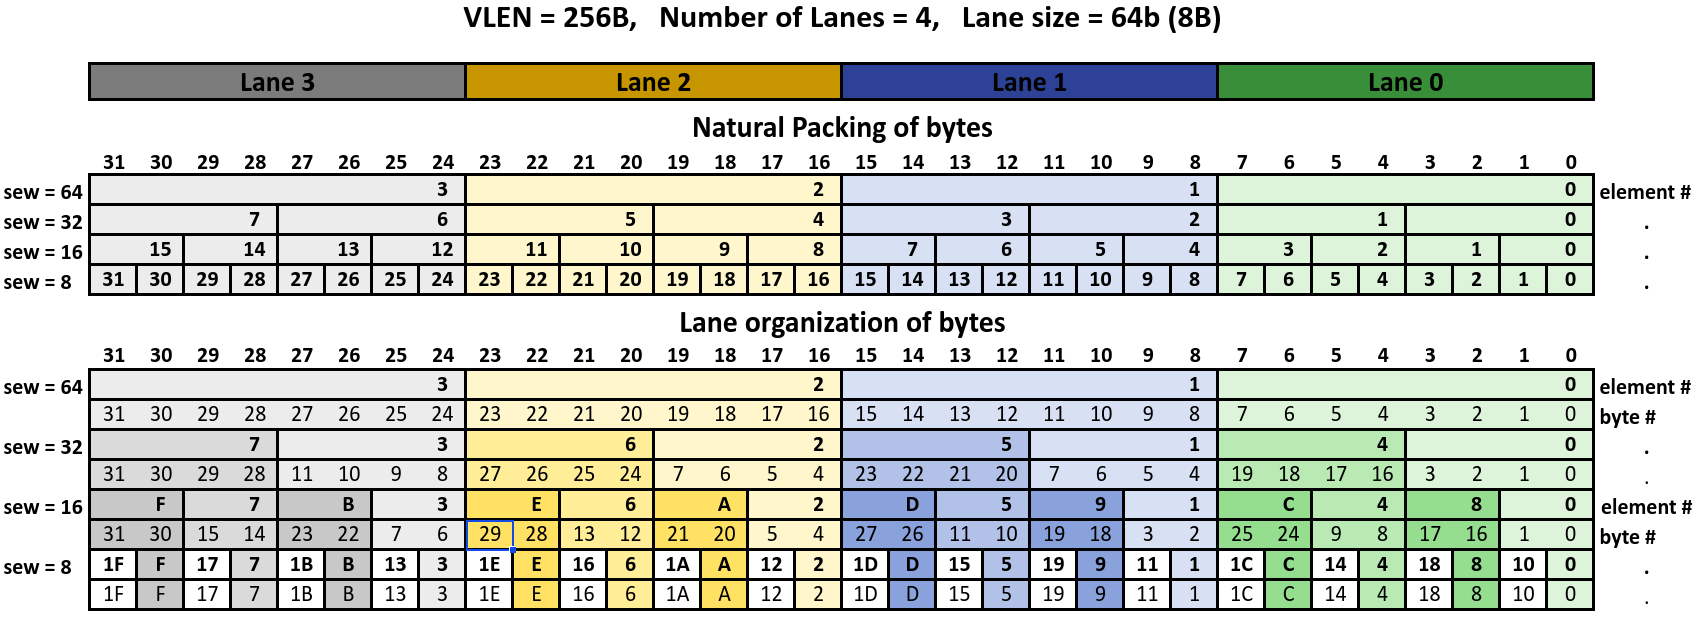 VLEN = 256B, Number of Lanes = 4, Lane size = 64b (8B)
Lane 3 Lane 2 Lane 1 Lane 0
Natural Packing of bytes
31 30 29 28 27 26 25 24 23 22 21 20 19 18 17 16 15 14 13 12 11 10 9 8 7 6 5 4 3 2 1 0
sew = 64 3 2 1 0 element #
sew = 32 7 6 5 4 3 2 1 0 .
sew = 16 15 14 13 12 11 10 9 8 7 6 5 4 3 2 1 0 .
sew = 8 31 30 29 28 27 26 25 24 23 22 21 20 19 18 17 16 15 14 13 12 11 10 9 8 7 6 5 4 3 2 1 0 .
Lane organization of bytes
31 30 29 28 27 26 25 24 23 22 21 20 19 18 17 16 15 14 13 12 11 10 9 8 7 6 5 4 3 2 1 0
sew = 64 3 2 1 0 element #
31 30 29 28 27 26 25 24 23 22 21 20 19 18 17 16 15 14 13 12 11 10 9 8 7 6 5 4 3 2 1 0 byte #
sew = 32 7 3 6 2 5 1 4 0 .
31 30 29 28 11 10 9 8 27 26 25 24 7 6 5 4 23 22 21 20 7 6 5 4 19 18 17 16 3 2 1 0 .
sew = 16 F 7 B 3 E 6 A 2 D 5 9 1 C 4 8 0 element #
31 30 15 14 23 22 7 6 29 28 13 12 21 20 5 4 27 26 11 10 19 18 3 2 25 24 9 8 17 16 1 0 byte #
sew = 8 1F F 17 7 1B B 13 3 1E E 16 6 1A A 12 2 1D D 15 5 19 9 11 1 1C C 14 4 18 8 10 0 .
1F F 17 7 1B B 13 3 1E E 16 6 1A A 12 2 1D D 15 5 19 9 11 1 1C C 14 4 18 8 10 0 .